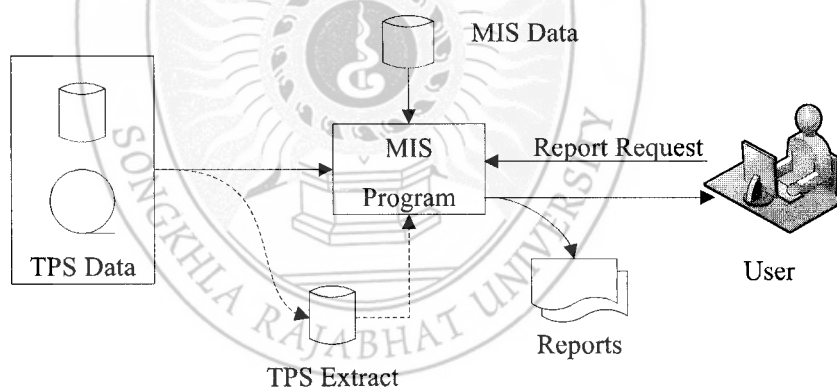 MIS Data
MIS
Program
Report Request
TPS Data
User
Reports
TPS Extract
SONGKHLA RAJABHAT UNIVERSITY